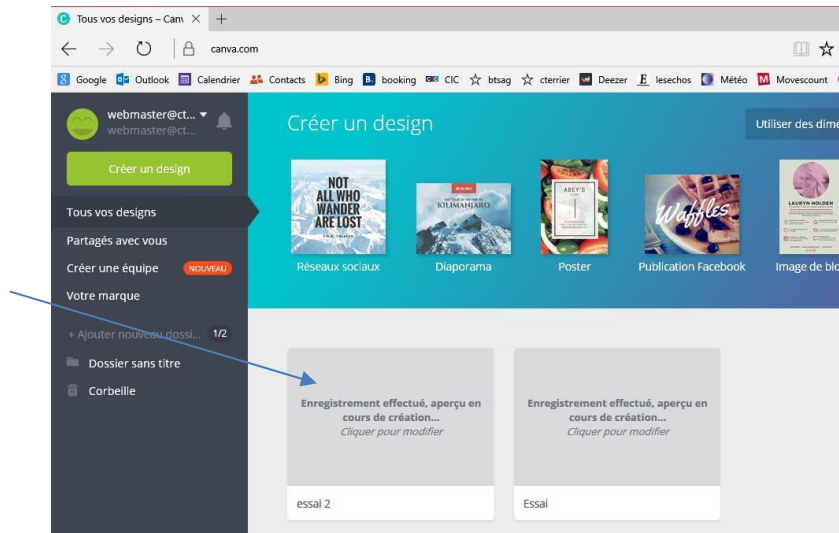 Tous vos designs – Canv
canva.com
Google Outlook Calendrier Contacts Bing booking CIC btsag cterrier Deezer lesechos Météo Movescount
webmaster@ct...
webmaster@ct...
Créer un design
Tous vos designs
Partagés avec vous
Créer une équipe NOUVEAU
Votre marque
+ Ajouter nouveau dossi... 1/2
Dossier sans titre
Corbeille
Créer un design
Utiliser des dime
NOT
ALL WHO
WANDER
ARE LOST
KILIMANJARO
ABEY'S
Waffles
LAURYN HOLDEN
Réseaux sociaux Diaporama Poster Publication Facebook Image de blo
Enregistrement effectué, aperçu en
cours de création...
Cliquer pour modifier
essai 2
Enregistrement effectué, aperçu en
cours de création...
Cliquer pour modifier
Essai